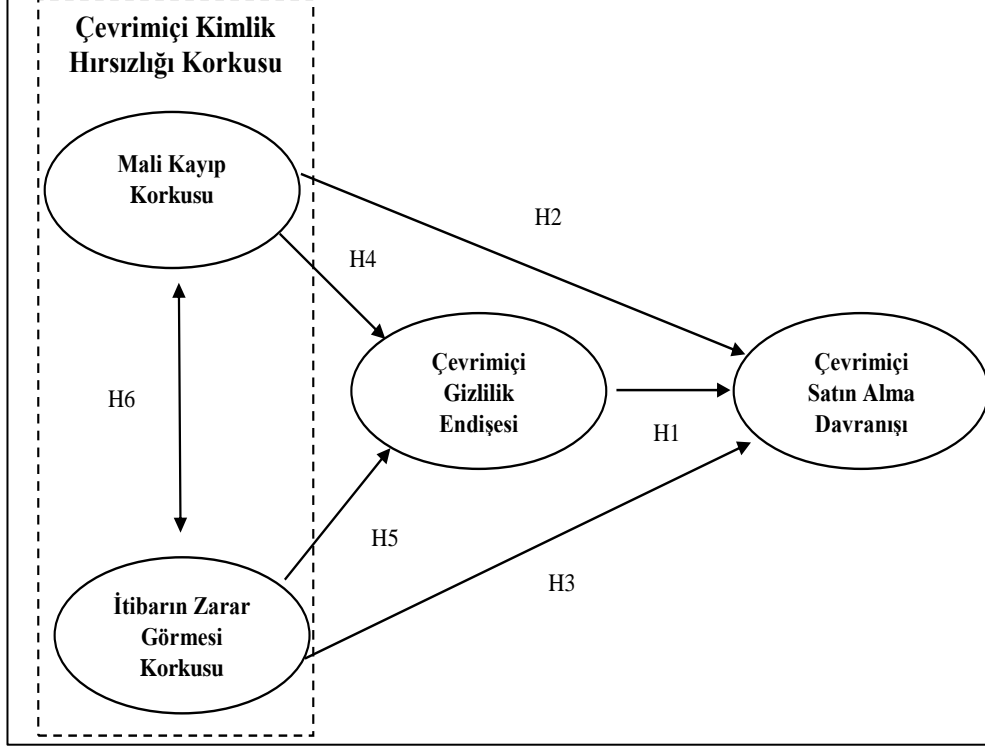 Çevrimiçi Kimlik
Hırsızlığı Korkusu
Mali Kayıp
Korkusu
H2
H4
Çevrimiçi
Gizlilik
Endişesi
Çevrimiçi
Satın Alma
Davranışı
H6
H1
H5
H3
İtibarın Zarar
Görmesi
Korkusu